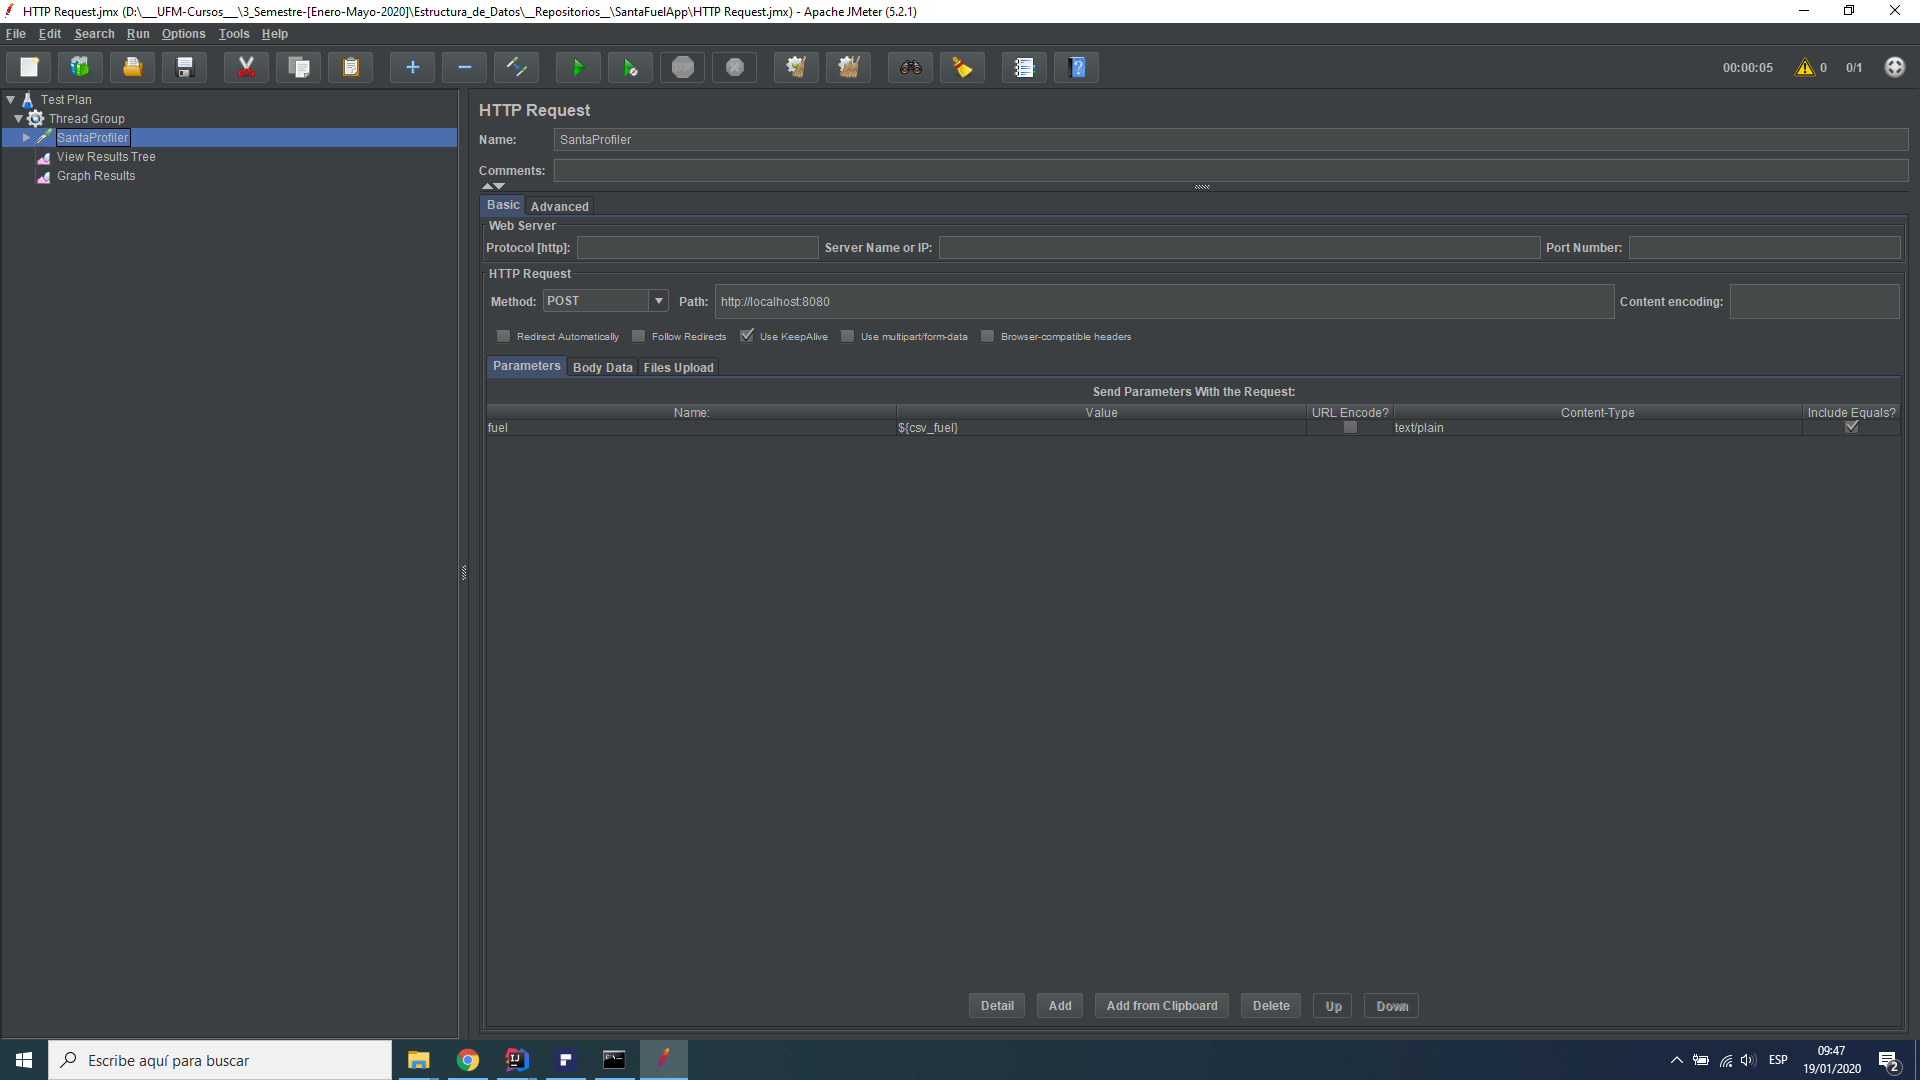 HTTP Request.jmx (D:\___UFM-Cursos___\3_Semestre-[Enero-Mayo-2020]\Estructura_de_Datos\__Repositorios__\SantaFuelApp\HTTP Request.jmx) - Apache JMeter (5.2.1)
File Edit Search Run Options Tools Help
STOP
00:00:05 0 0/1
Test Plan
Thread Group
SantaProfiler
View Results Tree
Graph Results
HTTP Request
Name: SantaProfiler
Comments:
Basic Advanced
Web Server
Protocol [http]: Server Name or IP: Port Number:
HTTP Request
Method: POST Path: http://localhost:8080 Content encoding:
Redirect Automatically Follow Redirects Use KeepAlive Use multipart/form-data Browser-compatible headers
Parameters Body Data Files Upload
Send Parameters With the Request:
Name: Value URL Encode? Content-Type Include Equals?
fuel ${csv_fuel} text/plain
Detail Add Add from Clipboard Delete Up Down
Escribe aquí para buscar
ESP
09:47
19/01/2020
2